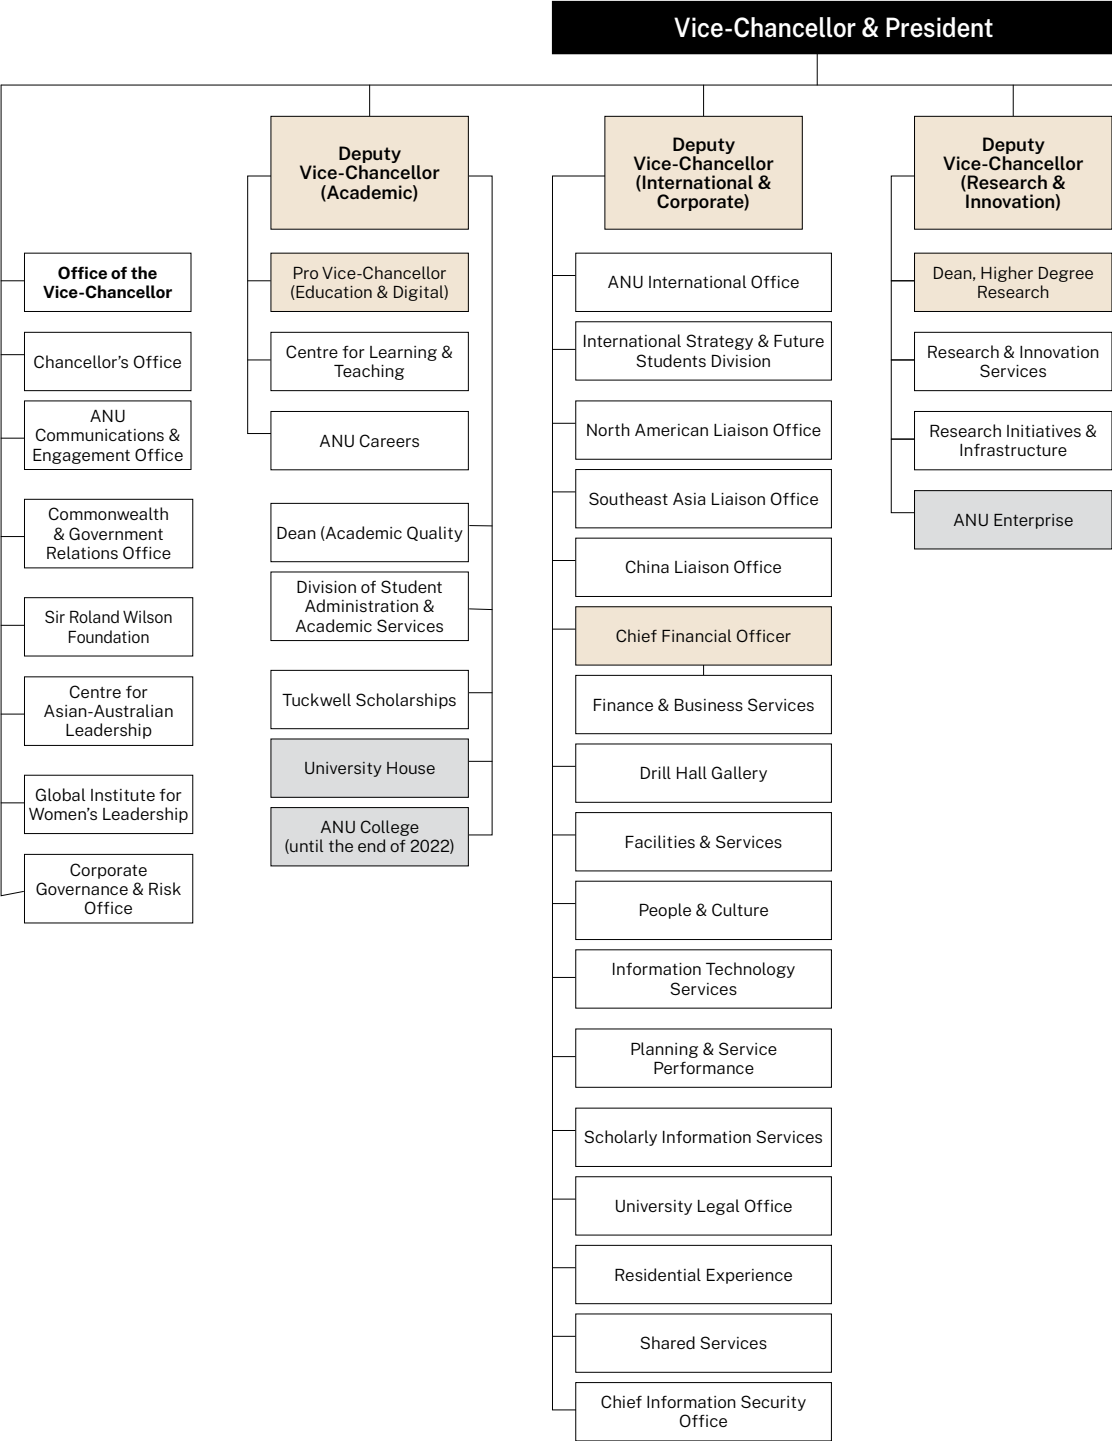 Vice-Chancellor & President
Office of the
Vice-Chancellor
Chancellor's Office
ANU
Communications &
Engagement Office
Commonwealth
& Government
Relations Office
Sir Roland Wilson
Foundation
Centre for
Asian-Australian
Leadership
Global Institute for
Women's Leadership
Corporate
Governance & Risk
Office
Deputy
Vice-Chancellor
(Academic)
Pro Vice-Chancellor
(Education & Digital)
Centre for Learning &
Teaching
ANU Careers
Dean (Academic Quality
Division of Student
Administration &
Academic Services
Tuckwell Scholarships
University House
ANU College
(until the end of 2022)
Deputy
Vice-Chancellor
(International &
Corporate)
ANU International Office
International Strategy & Future
Students Division
North American Liaison Office
Southeast Asia Liaison Office
China Liaison Office
Chief Financial Officer
Finance & Business Services
Drill Hall Gallery
Facilities & Services
People & Culture
Information Technology
Services
Planning & Service
Performance
Scholarly Information Services
University Legal Office
Residential Experience
Shared Services
Chief Information Security
Office
Deputy
Vice-Chancellor
(Research &
Innovation)
Dean, Higher Degree
Research
Research & Innovation
Services
Research Initiatives &
Infrastructure
ANU Enterprise